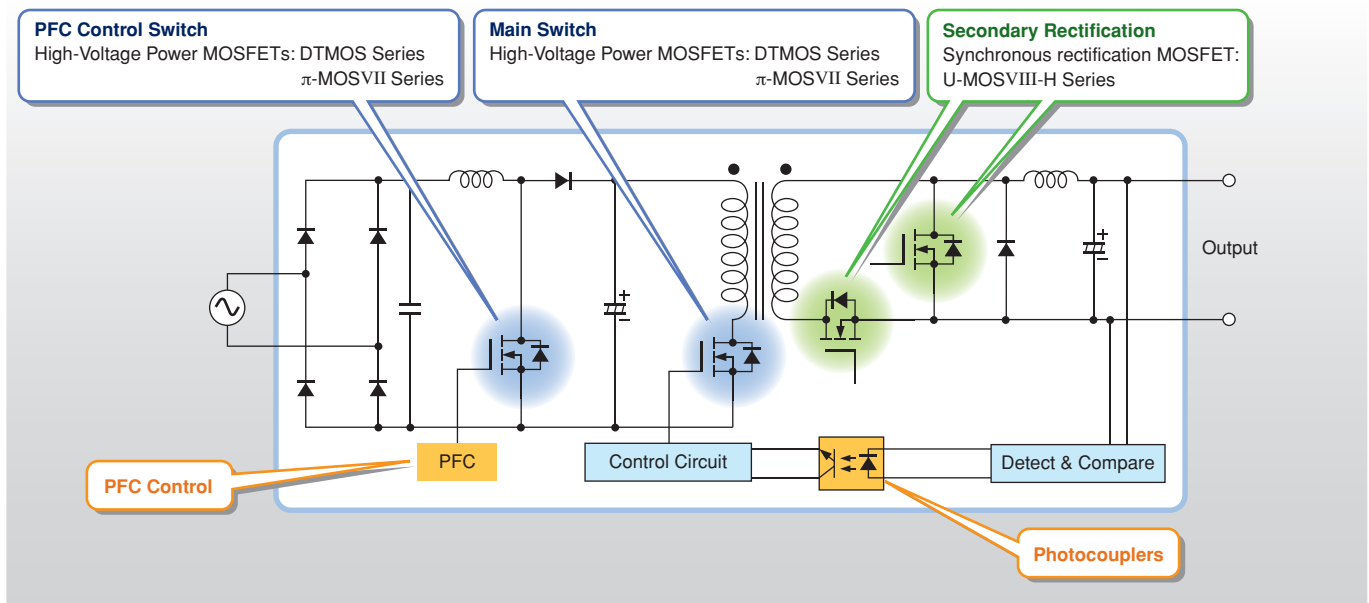 PFC Control Switch
High-Voltage Power MOSFETs: DTMOS Series
π-MOSVII Series
Main Switch
High-Voltage Power MOSFETs: DTMOS Series
π-MOSVII Series
Secondary Rectification
Synchronous rectification MOSFET:
U-MOSVIII-H Series
+
-
+
-
Output
PFC
Control Circuit
Detect & Compare
PFC Control
Photocouplers